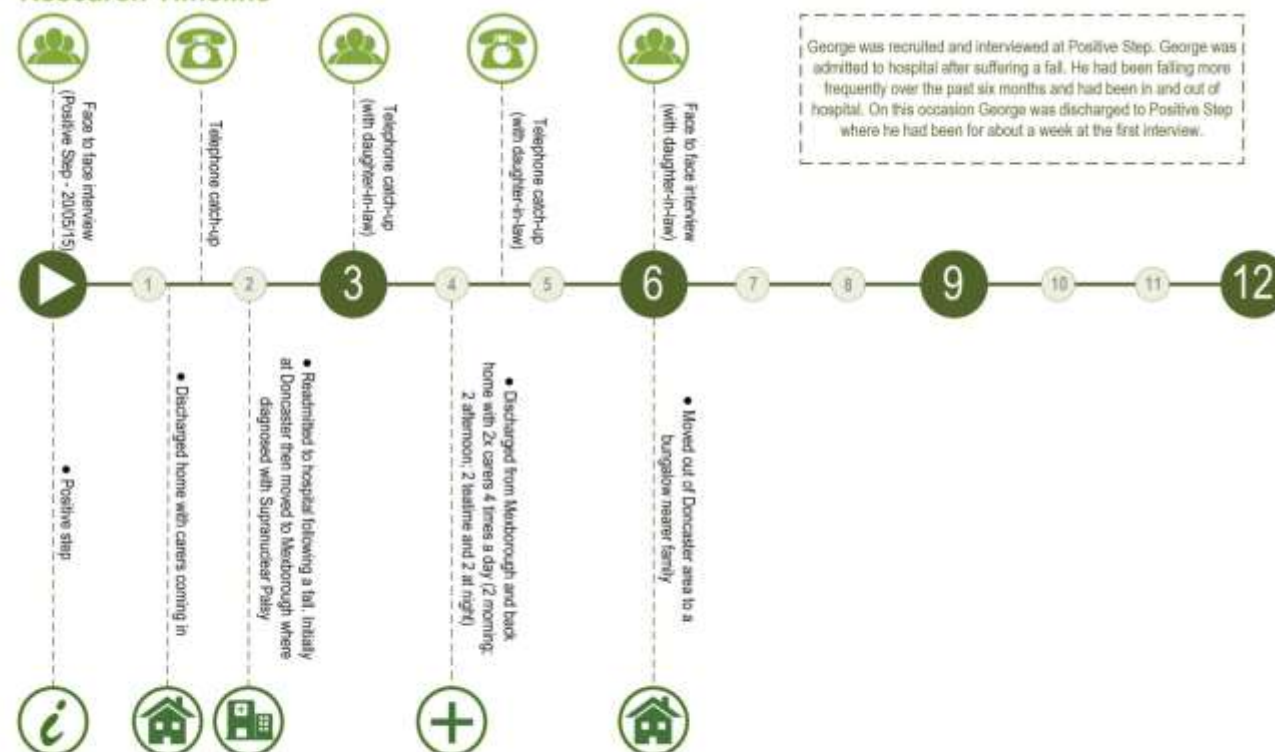 Research Timeline
George was recruited and interviewed at Positive Step. George was
admitted to hospital after suffering a fall. He had been falling more
frequently over the past six months and had been in and out of
hospital. On this occasion George was discharged to Positive Step
where he had been for about a week at the first interview.
Face to face interview
(Positive Step - 20/05/15)
Telephone catch-up
Telephone catch-up
(with daughter-in-law)
Telephone catch-up
(with daughter-in-law)
Face to face interview
(with daughter-in-law)
1
2
3
4
5
6
7
8
9
10
11
12
• Positive step
• Discharged home with carers coming in
• Readmitted to hospital following a fall. Initially
at Doncaster then moved to Mexborough where
diagnosed with Supranuclear Palsy
• Discharged from Mexborough and back
home with 2x carers 4 times a day (2 morning;
2 afternoon; 2 teatime and 2 at night)
• Moved out of Doncaster area to a
bungalow nearer family
i